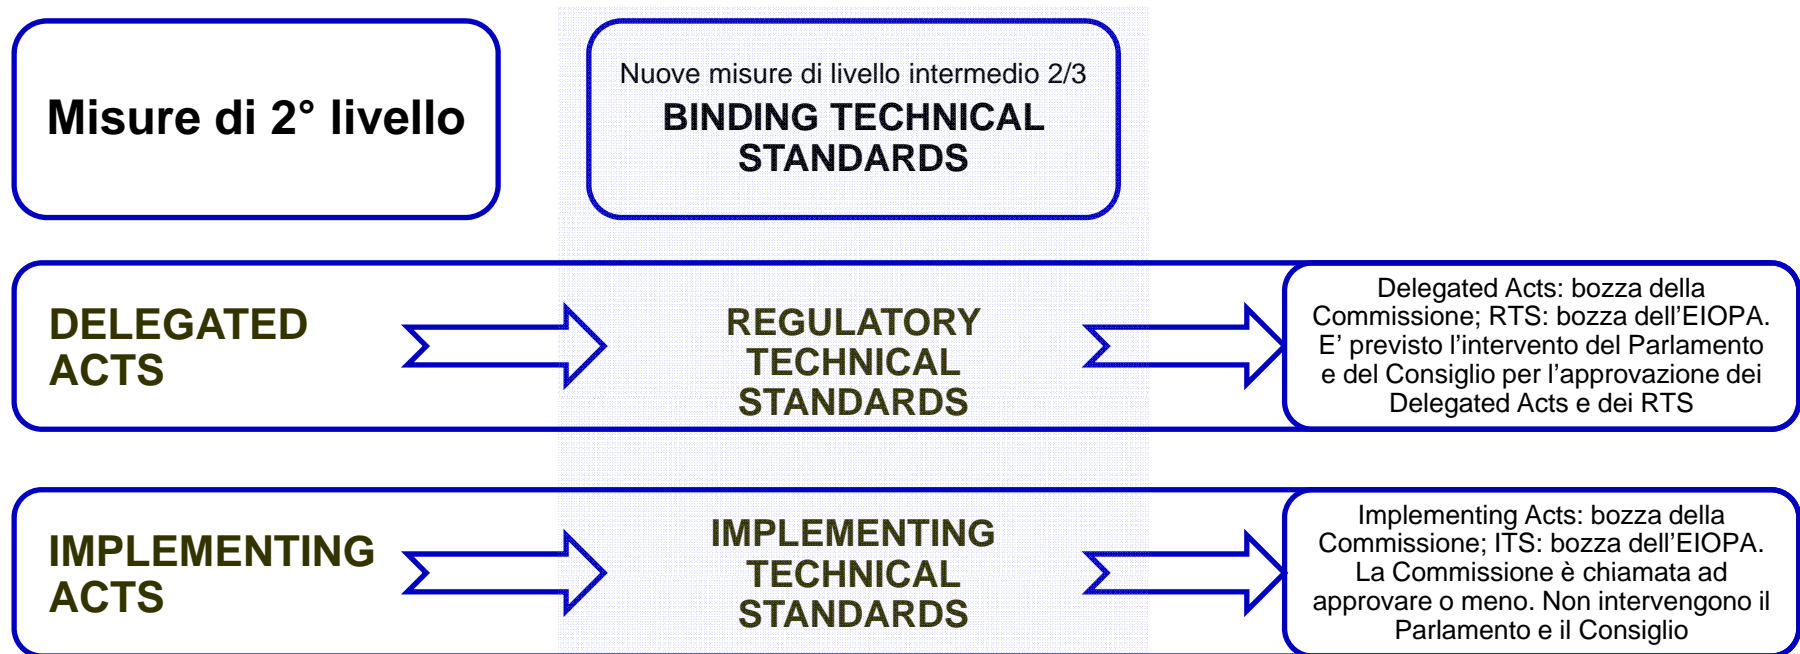 Misure di 2° livello
Nuove misure di livello intermedio 2/3
BINDING TECHNICAL
STANDARDS
DELEGATED
ACTS
REGULATORY
TECHNICAL
STANDARDS
Delegated Acts: bozza della
Commissione; RTS: bozza dell’EIOPA.
E’ previsto l’intervento del Parlamento
e del Consiglio per l’approvazione dei
Delegated Acts e dei RTS
IMPLEMENTING
ACTS
IMPLEMENTING
TECHNICAL
STANDARDS
Implementing Acts: bozza della
Commissione; ITS: bozza dell’EIOPA.
La Commissione è chiamata ad
approvare o meno. Non intervengono il
Parlamento e il Consiglio